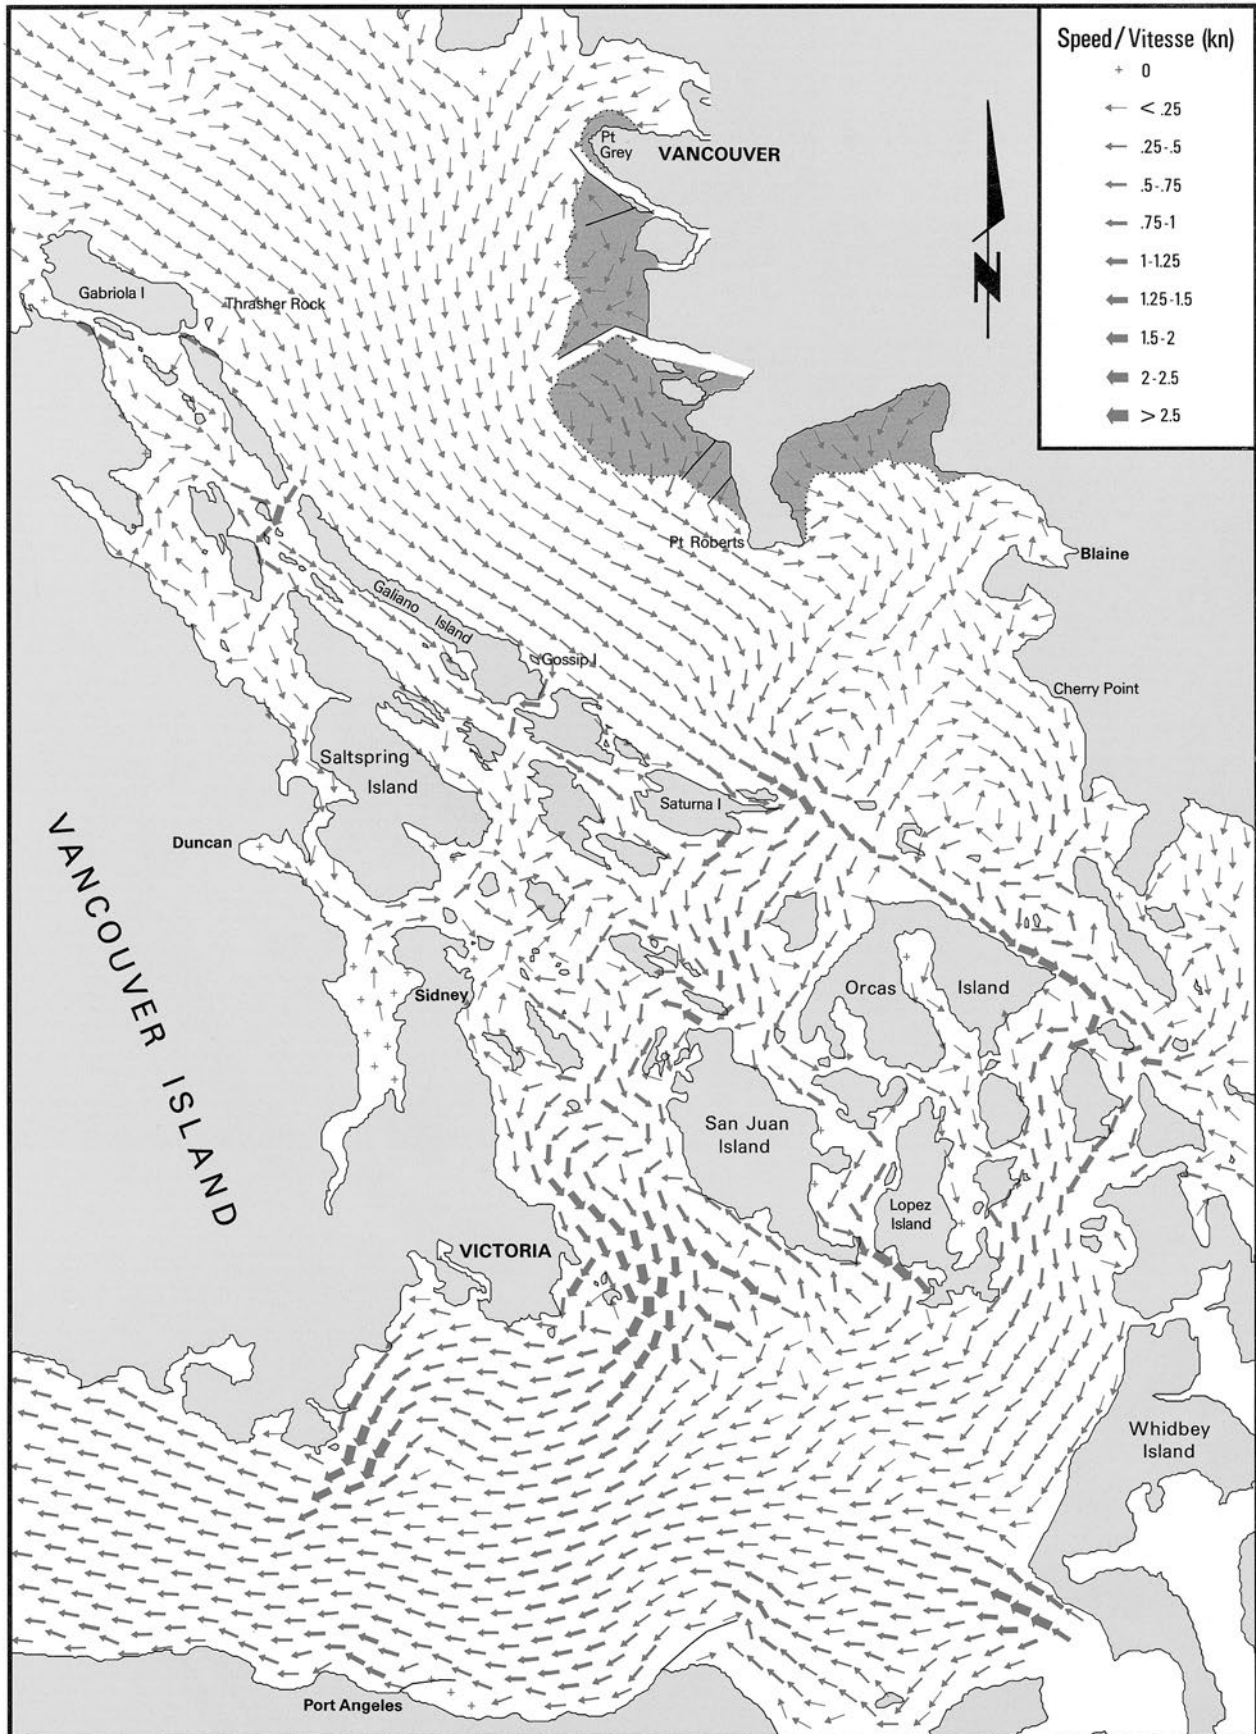 Speed/Vitesse (kn)
+ 0
< .25
.25-.5
.5-.75
.75-1
1-1.25
1.25-1.5
1.5-2
2-2.5
> 2.5
Pt
Grey
VANCOUVER
N
Gabriola I
Thrasher Rock
Pt Roberts
Blaine
Galiano
Island
Gossip I
Cherry Point
Saltspring
Island
Saturna I
Duncan
VANCOUVER ISLAND
Sidney
Orcas
Island
San Juan
Island
Lopez
Island
VICTORIA
Whidbey
Island
Port Angeles